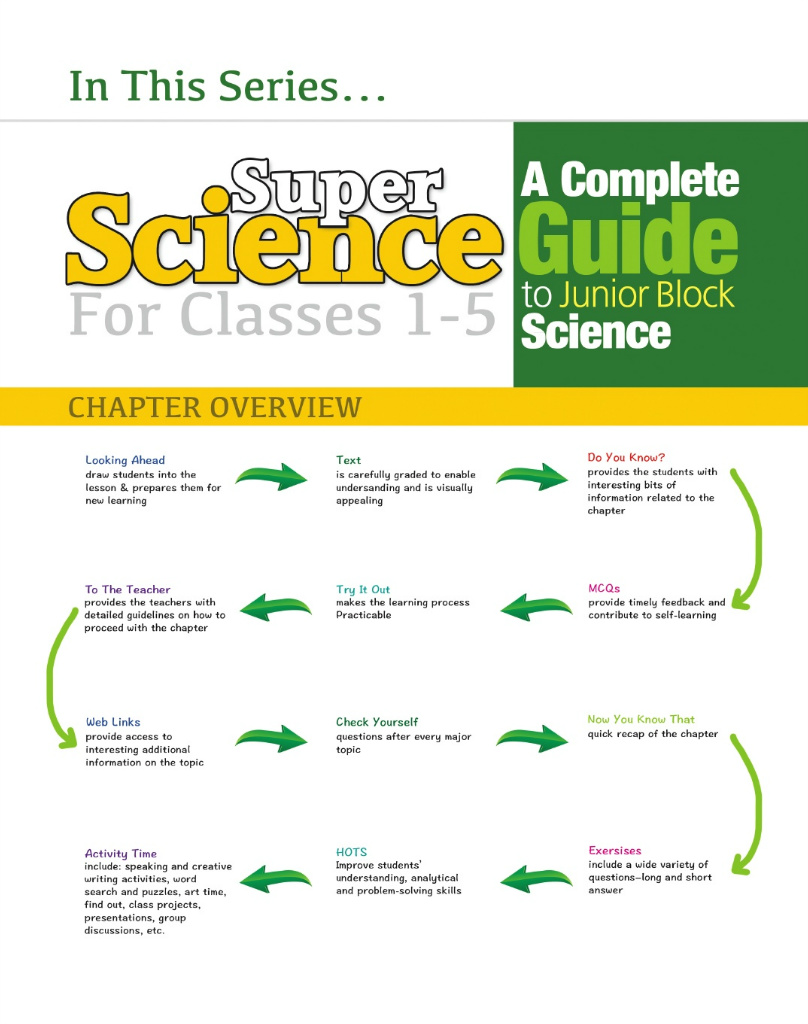 In This Series...
Super
Science
For Classes 1-5
A Complete
Guide
to Junior Block
Science
CHAPTER OVERVIEW
Looking Ahead
draw students into the
lesson & prepares them for
new learning
Text
is carefully graded to enable
undersanding and is visually
appealing
Do You Know?
provides the students with
interesting bits of
information related to the
chapter
MCQs
provide timely feedback and
contribute to self-learning
Try It Out
makes the learning process
Practicable
To The Teacher
provides the teachers with
detailed guidelines on how to
proceed with the chapter
Web Links
provide access to
interesting additional
information on the topic
Check Yourself
questions after every major
topic
Now You Know That
quick recap of the chapter
Exersises
include a wide variety of
questions–long and short
answer
HOTS
Improve students'
understanding, analytical
and problem-solving skills
Activity Time
include: speaking and creative
writing activities, word
search and puzzles, art time,
find out, class projects,
presentations, group
discussions, etc.